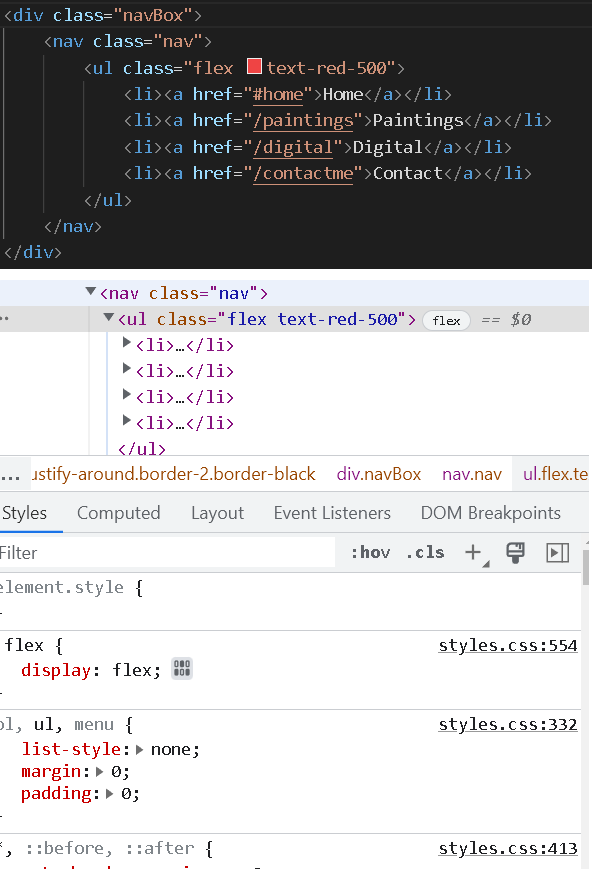 <div class="navBox">
<nav class="nav">
<ul class="flex text-red-500">
<li><a href="#home">Home</a></li>
<li><a href="/paintings">Paintings</a></li>
<li><a href="/digital">Digital</a></li>
<li><a href="/contactme">Contact</a></li>
</ul>
</nav>
</div>
<nav class="nav">
<ul class="flex text-red-500"> flex == $0
<li>…</li>
<li>…</li>
<li>…</li>
<li>…</li>
</ul>
... ustify-around.border-2.border-black div.navBox nav.nav ul.flex.te
Styles Computed Layout Event Listeners DOM Breakpoints
Filter :hov .cls +
element.style {
flex { styles.css:554
display: flex;
ol, ul, menu { styles.css:332
list-style: none;
margin: 0;
padding: 0;
*, ::before, ::after { styles.css:413